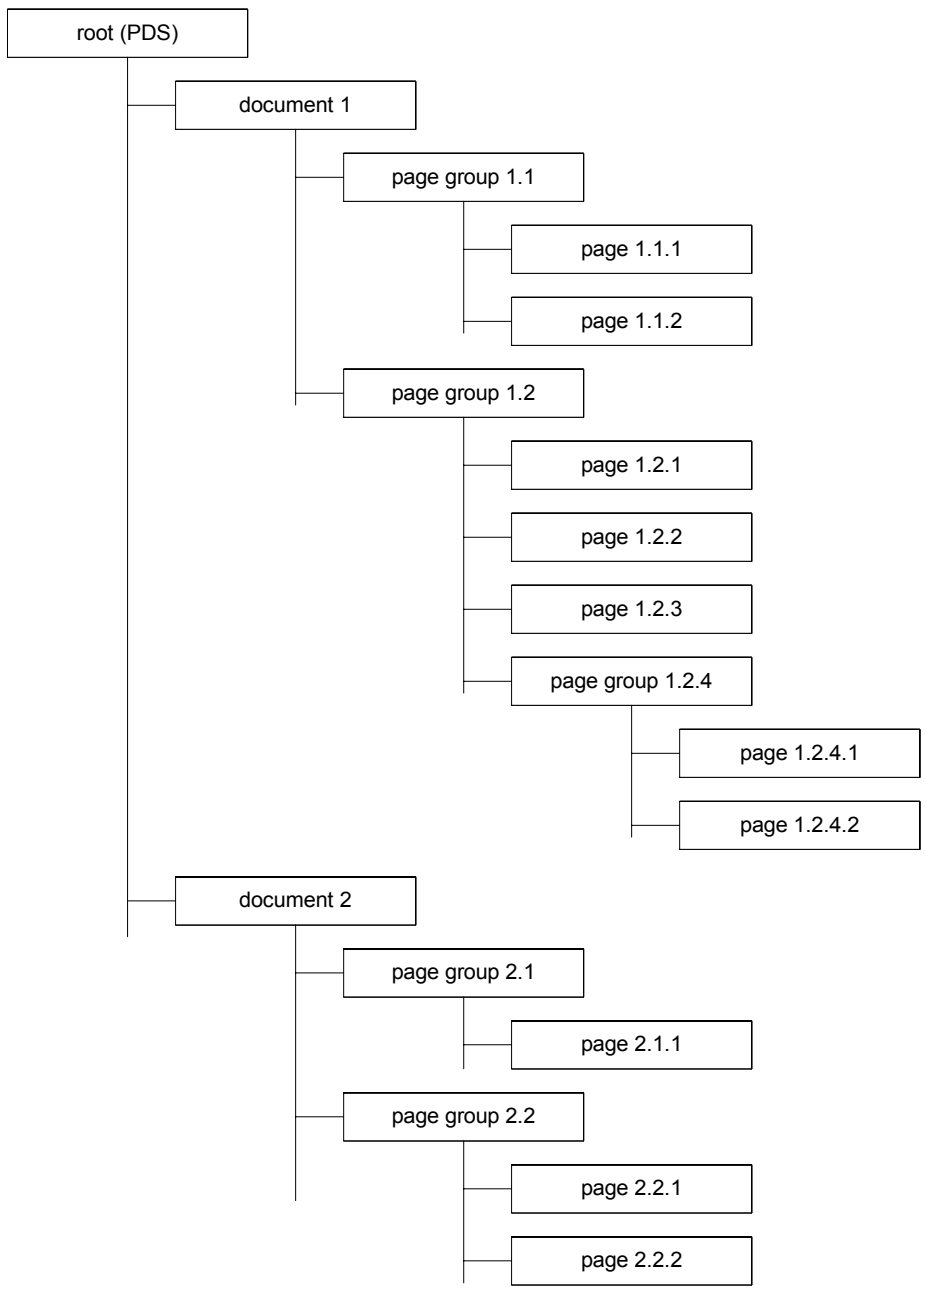 root (PDS)
document 1
page group 1.1
page 1.1.1
page 1.1.2
page group 1.2
page 1.2.1
page 1.2.2
page 1.2.3
page group 1.2.4
page 1.2.4.1
page 1.2.4.2
document 2
page group 2.1
page 2.1.1
page group 2.2
page 2.2.1
page 2.2.2